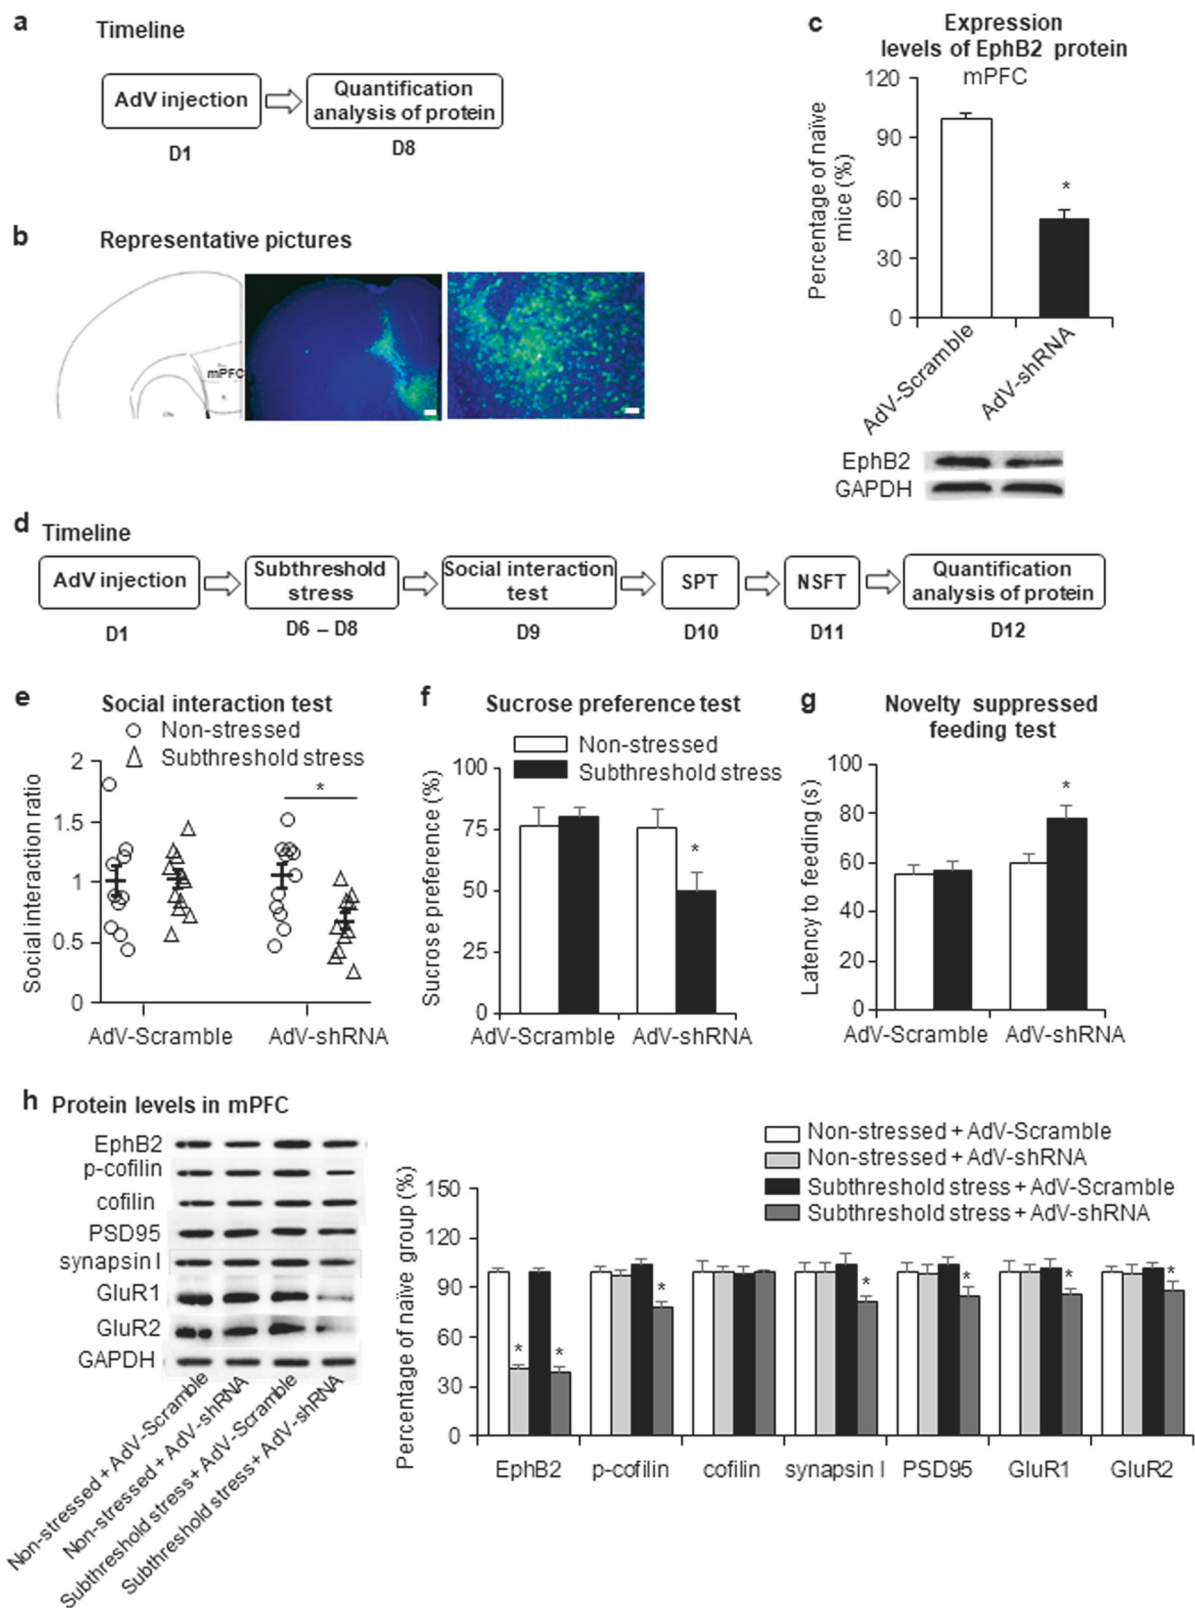 a
Timeline
AdV injection
Quantification
analysis of protein
D1
D8
b
Representative pictures
mPFC
c
Expression
levels of EphB2 protein
mPFC
Percentage of naïve
mice (%)
120
90
60
30
0
*
AdV-Scramble
AdV-shRNA
EphB2
GAPDH
d
Timeline
AdV injection
Subthreshold
stress
Social interaction
test
SPT
NSFT
Quantification
analysis of protein
D1
D6 – D8
D9
D10
D11
D12
e
Social interaction test
Non-stressed
Subthreshold stress
Social interaction ratio
2
1.5
1
0.5
0
*
AdV-Scramble
AdV-shRNA
f
Sucrose preference test
Non-stressed
Subthreshold stress
Sucrose preference (%)
100
75
50
25
0
*
AdV-Scramble
AdV-shRNA
g
Novelty suppressed
feeding test
Latency to feeding (s)
100
80
60
40
20
0
*
AdV-Scramble
AdV-shRNA
h
Protein levels in mPFC
EphB2
p-cofilin
cofilin
PSD95
synapsin I
GluR1
GluR2
GAPDH
Non-stressed + AdV-Scramble
Non-stressed + AdV-shRNA
Subthreshold stress + AdV-Scramble
Subthreshold stress + AdV-shRNA
Non-stressed + AdV-Scramble
Non-stressed + AdV-shRNA
Subthreshold stress + AdV-Scramble
Subthreshold stress + AdV-shRNA
Percentage of naïve group (%)
150
120
90
60
30
0
* * * * * * *
*
EphB2 p-cofilin cofilin synapsin I PSD95 GluR1 GluR2